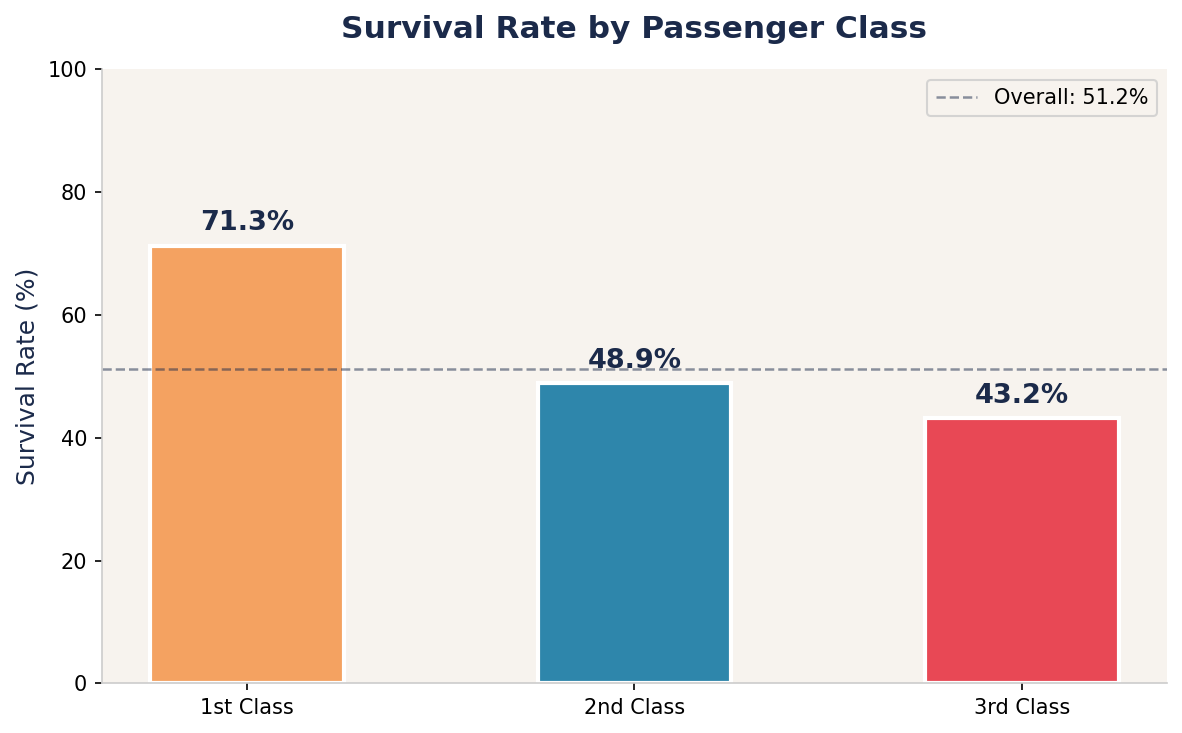 Survival Rate by Passenger Class
Survival Rate (%)
100
80
60
40
20
0
Overall: 51.2%
71.3%
48.9%
43.2%
1st Class
2nd Class
3rd Class